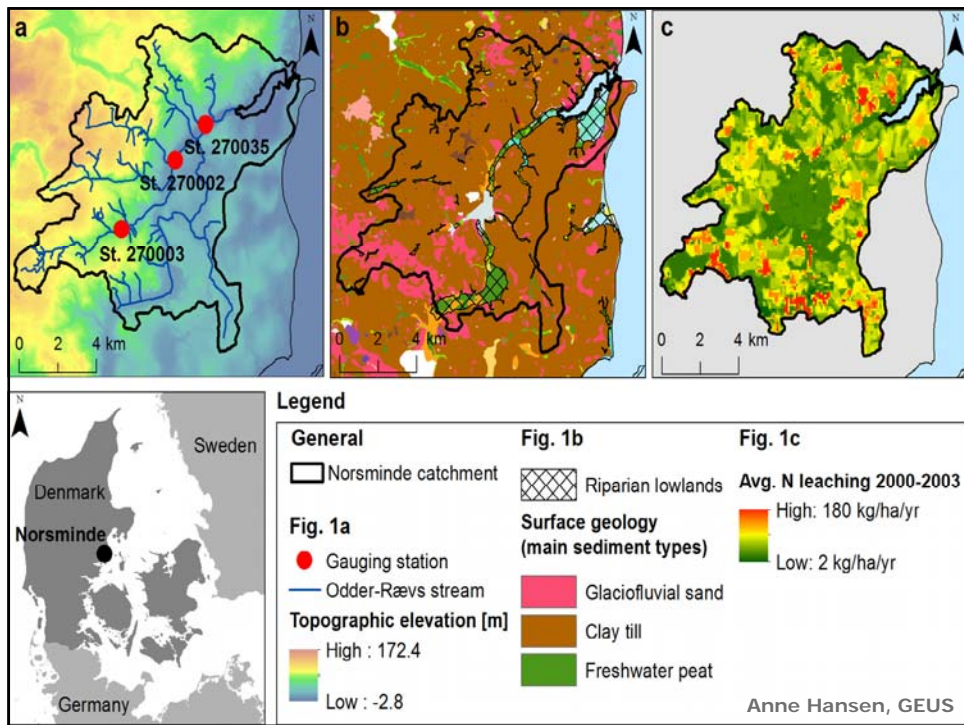 a
N
St. 270035
St. 270002
St. 270003
0 2 4 km
b
N
0 2 4 km
c
N
0 2 4 km
N
Sweden
Denmark
Norsminde
Germany
Legend
General
Norsminde catchment
Fig. 1a
Gauging station
Odder-Rævs stream
Topographic elevation [m]
High : 172.4
Low : -2.8
Fig. 1b
Riparian lowlands
Surface geology
(main sediment types)
Glaciofluvial sand
Clay till
Freshwater peat
Fig. 1c
Avg. N leaching 2000-2003
High: 180 kg/ha/yr
Low: 2 kg/ha/yr
Anne Hansen, GEUS